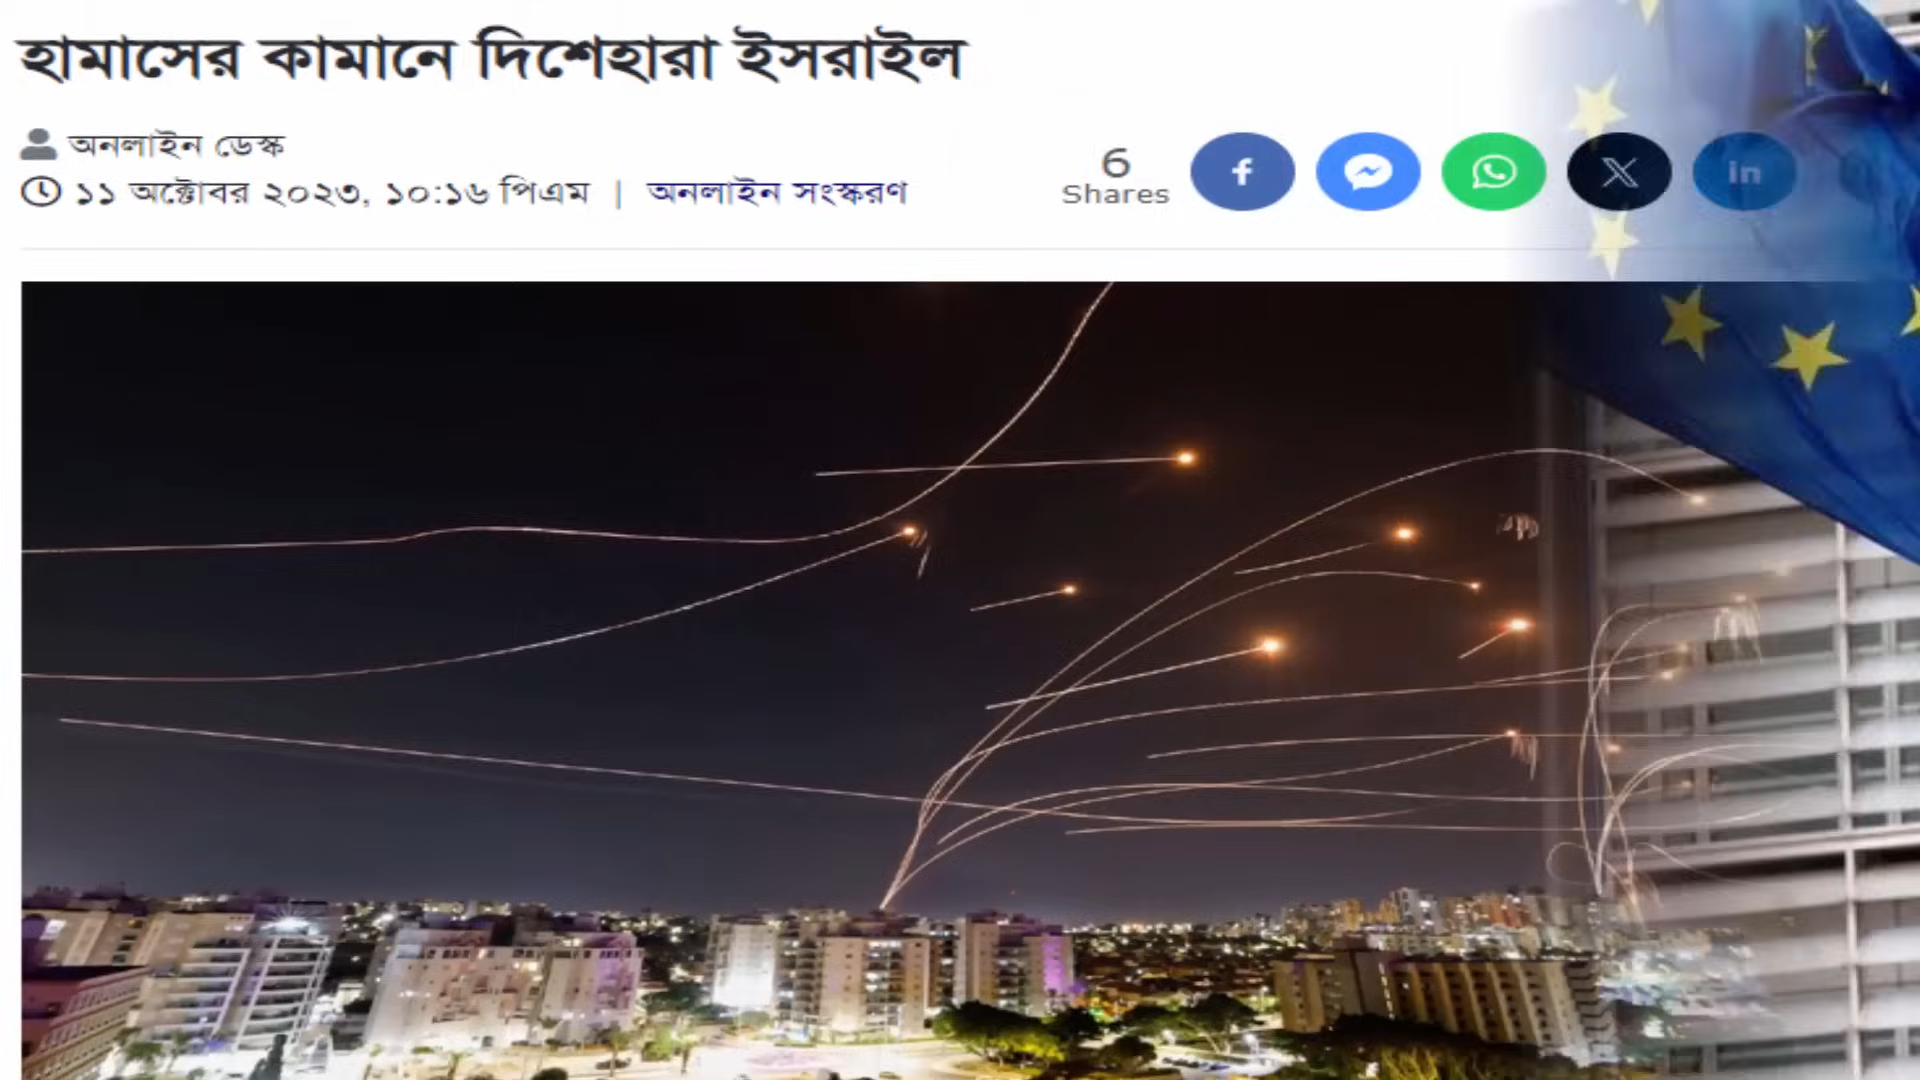 হামাসের কামানে দিশেহারা ইসরাইল
অনলাইন ডেস্ক
১১ অক্টোবর ২০২৩, ১০:১৬ পিএম | অনলাইন সংস্করণ
6
Shares
f
X
in